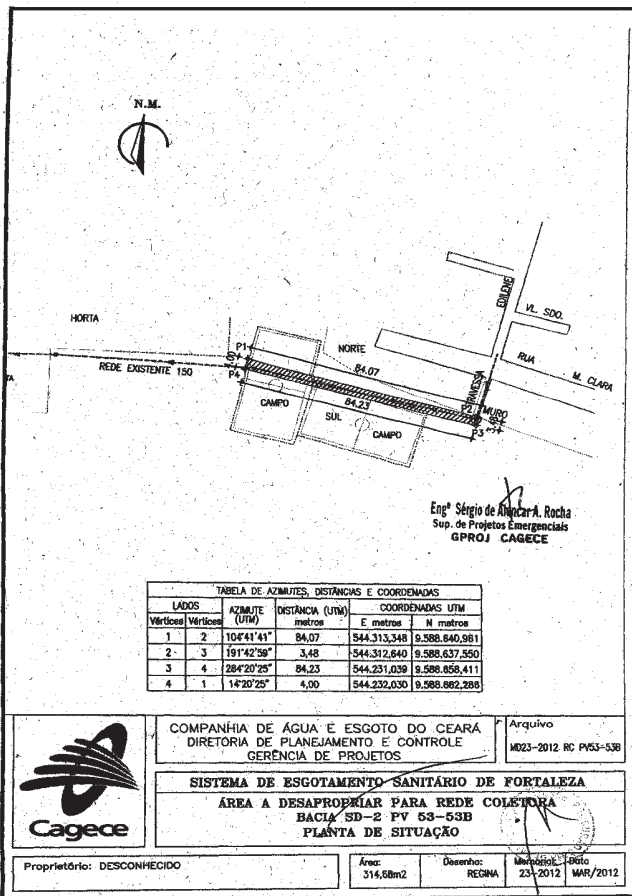 N.M.
HORTA
NORTE
P1
4.00
P4
REDE EXISTENTE 150
84.07
84.23
CAMPO
SUL
CAMPO
EDILENE
VL. SDO.
RUA
M. CLARA
P2
MURO
P3
Engº Sérgio de Alencar A. Rocha
Sup. de Projetos Emergenciais
GPROJ CAGECE
TABELA DE AZIMUTES, DISTÂNCIAS E COORDENADAS
LADOS AZIMUTE (UTM) DISTÂNCIA (UTM) metros COORDENADAS UTM
Vértices Vértices E metros N metros
1 2 104°41'41" 84,07 544.313,348 9.588.640,961
2 3 191°42'59" 3,48 544.312,640 9.588.637,550
3 4 284°20'25" 84,23 544.231,039 9.588.658,411
4 1 14°20'25" 4,00 544.232,030 9.588.662,286
Cagece
COMPANHIA DE ÁGUA E ESGOTO DO CEARÁ
DIRETORIA DE PLANEJAMENTO E CONTROLE
GERÊNCIA DE PROJETOS
Arquivo
MD23-2012 RC PV53-53B
SISTEMA DE ESGOTAMENTO SANITÁRIO DE FORTALEZA
ÁREA A DESAPROPRIAR PARA REDE COLETORA
BACIA SD-2 PV 53-53B
PLANTA DE SITUAÇÃO
Proprietário: DESCONHECIDO
Área:
314,68m2
Desenho:
REGINA
Memorial:
23-2012
Data
MAR/2012